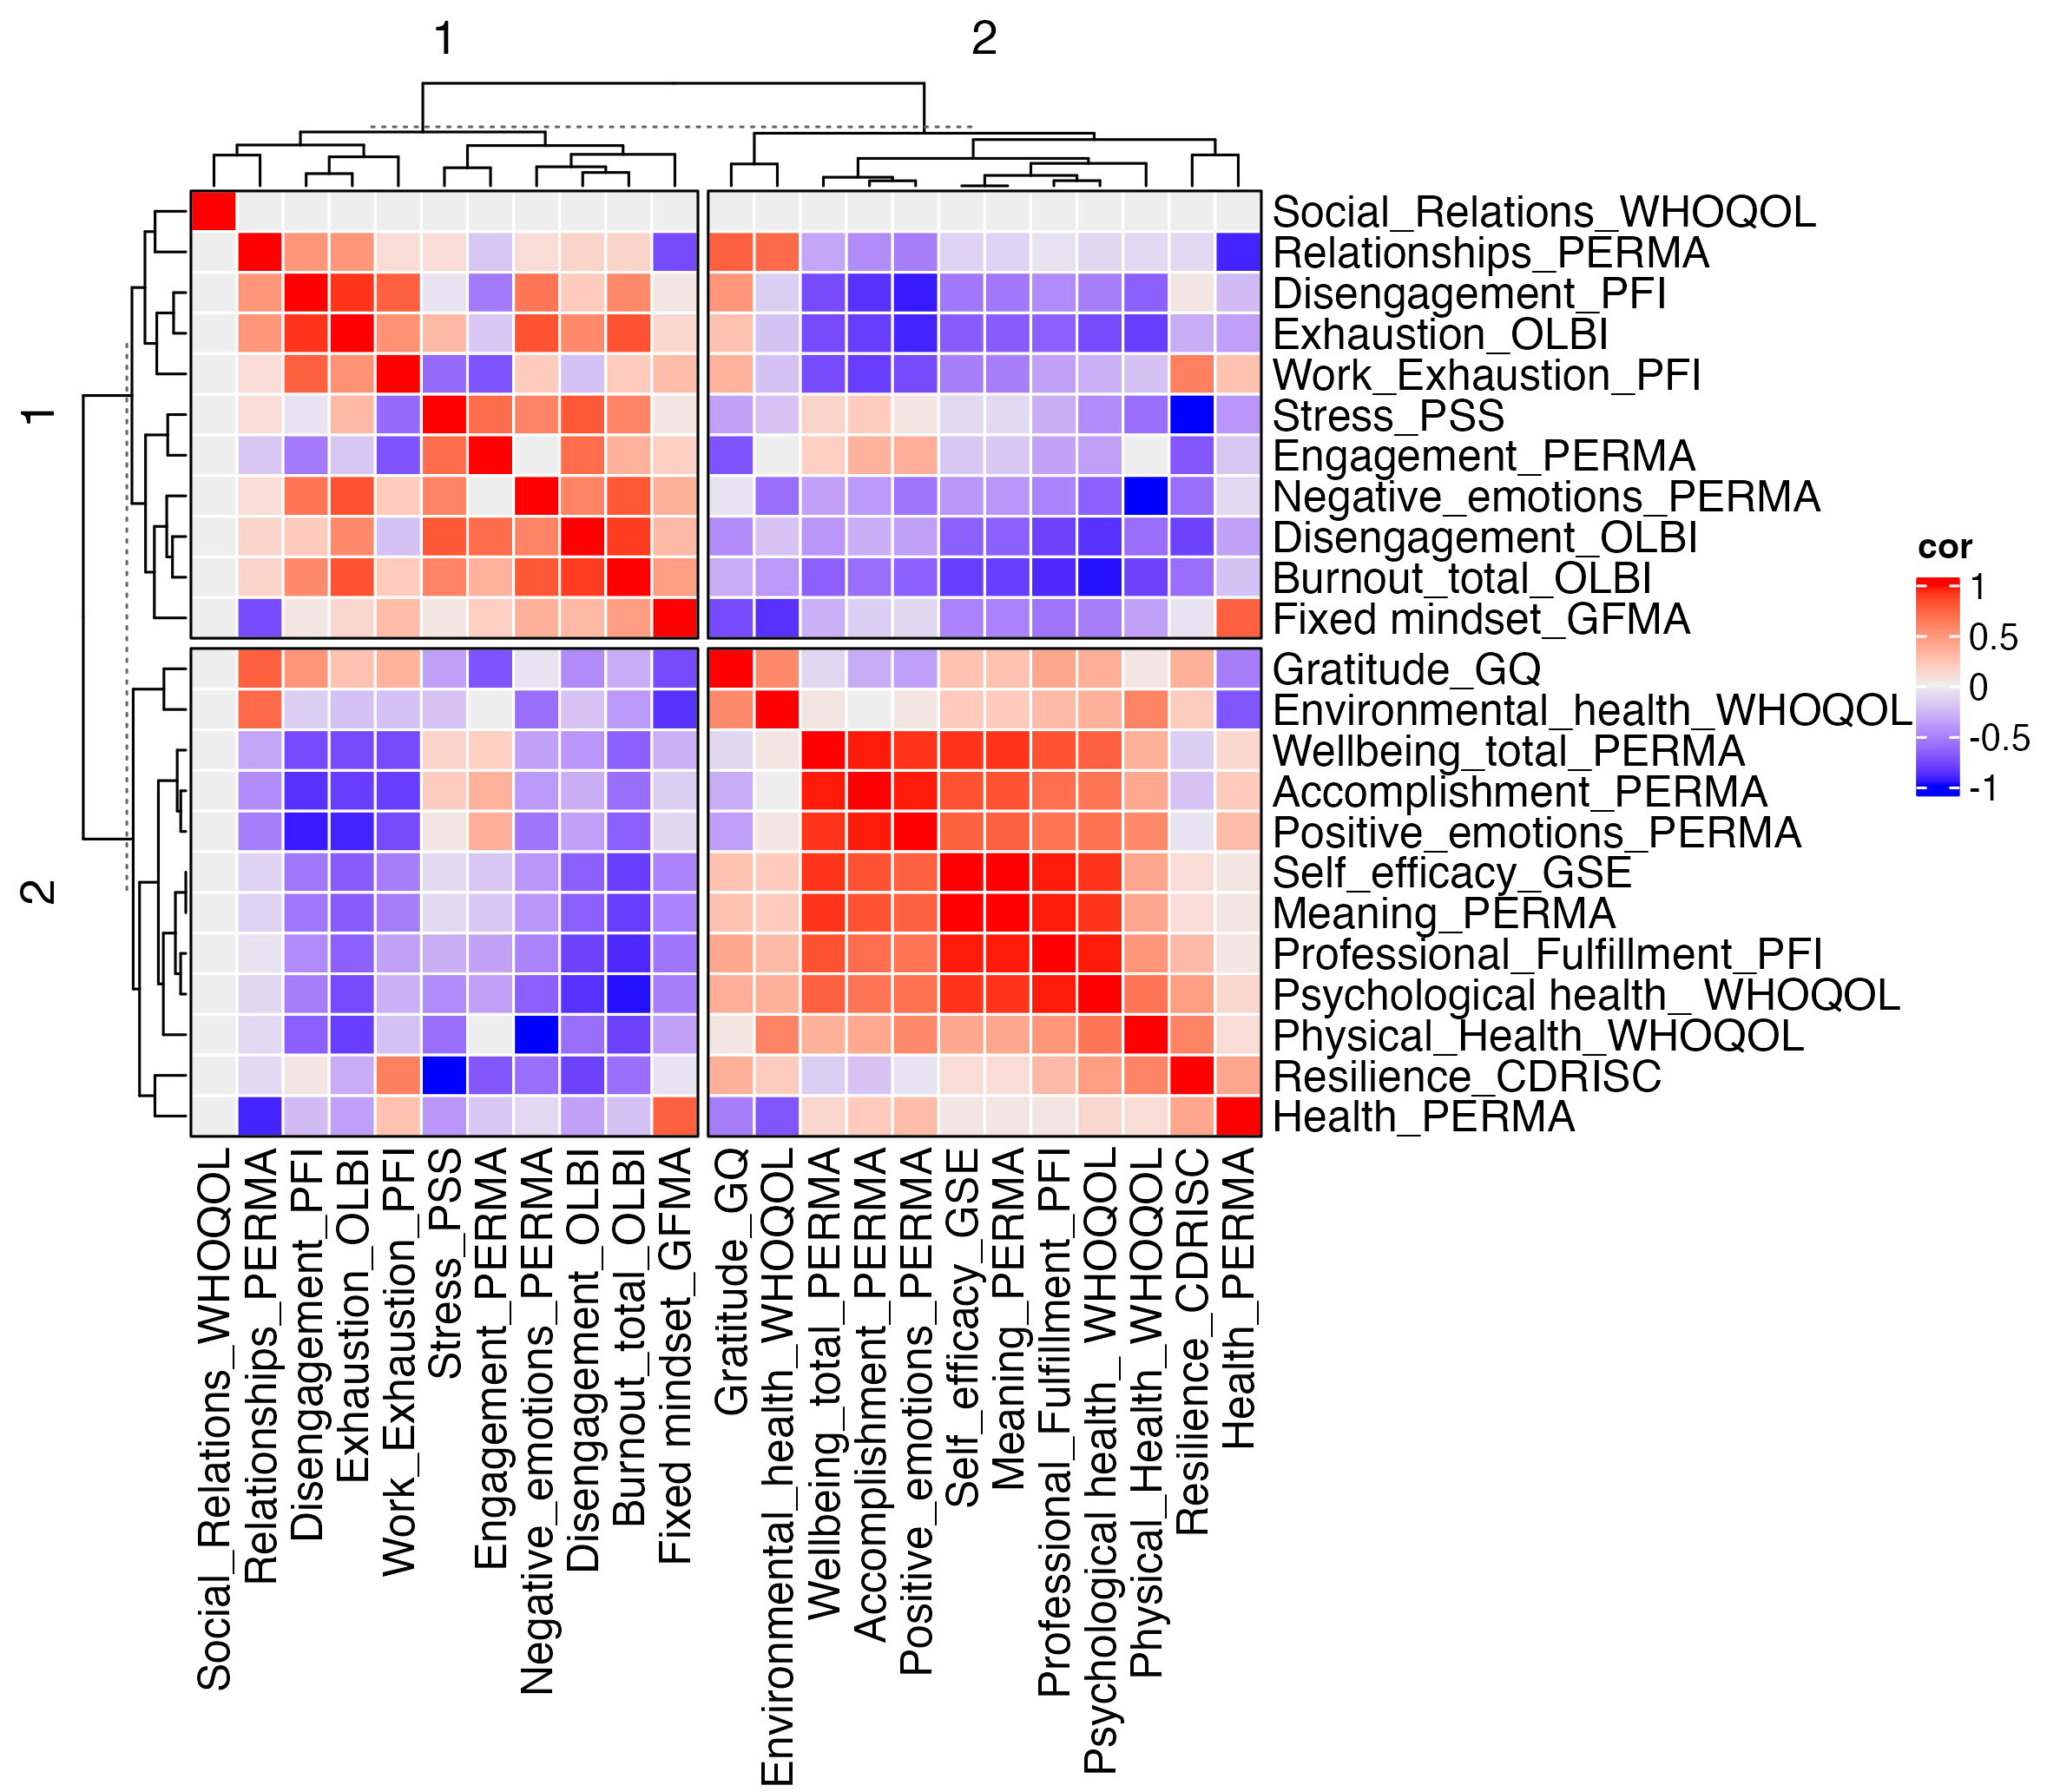 1
2
1
2
Social_Relations_WHOQOL
Relationships_PERMA
Disengagement_PFI
Exhaustion_OLBI
Work_Exhaustion_PFI
Stress_PSS
Engagement_PERMA
Negative_emotions_PERMA
Disengagement_OLBI
Burnout_total_OLBI
Fixed mindset_GFMA
Gratitude_GQ
Environmental_health_WHOQOL
Wellbeing_total_PERMA
Accomplishment_PERMA
Positive_emotions_PERMA
Self_efficacy_GSE
Meaning_PERMA
Professional_Fulfillment_PFI
Psychological health_ WHOQOL
Physical_Health_WHOQOL
Resilience_CDRISC
Health_PERMA
cor
1
0.5
0
-0.5
-1
Social_Relations_WHOQOL
Relationships_PERMA
Disengagement_PFI
Exhaustion_OLBI
Work_Exhaustion_PFI
Stress_PSS
Engagement_PERMA
Negative_emotions_PERMA
Disengagement_OLBI
Burnout_total_OLBI
Fixed mindset_GFMA
Gratitude_GQ
Environmental_health_WHOQOL
Wellbeing_total_PERMA
Accomplishment_PERMA
Positive_emotions_PERMA
Self_efficacy_GSE
Meaning_PERMA
Professional_Fulfillment_PFI
Psychological health_ WHOQOL
Physical_Health_WHOQOL
Resilience_CDRISC
Health_PERMA